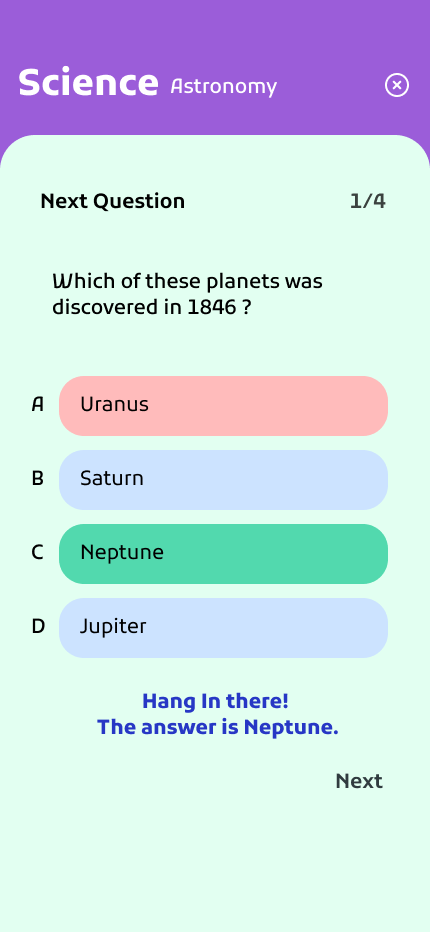 Science Astronomy
Next Question 1/4
Which of these planets was
discovered in 1846 ?
A Uranus
B Saturn
C Neptune
D Jupiter
Hang In there!
The answer is Neptune.
Next